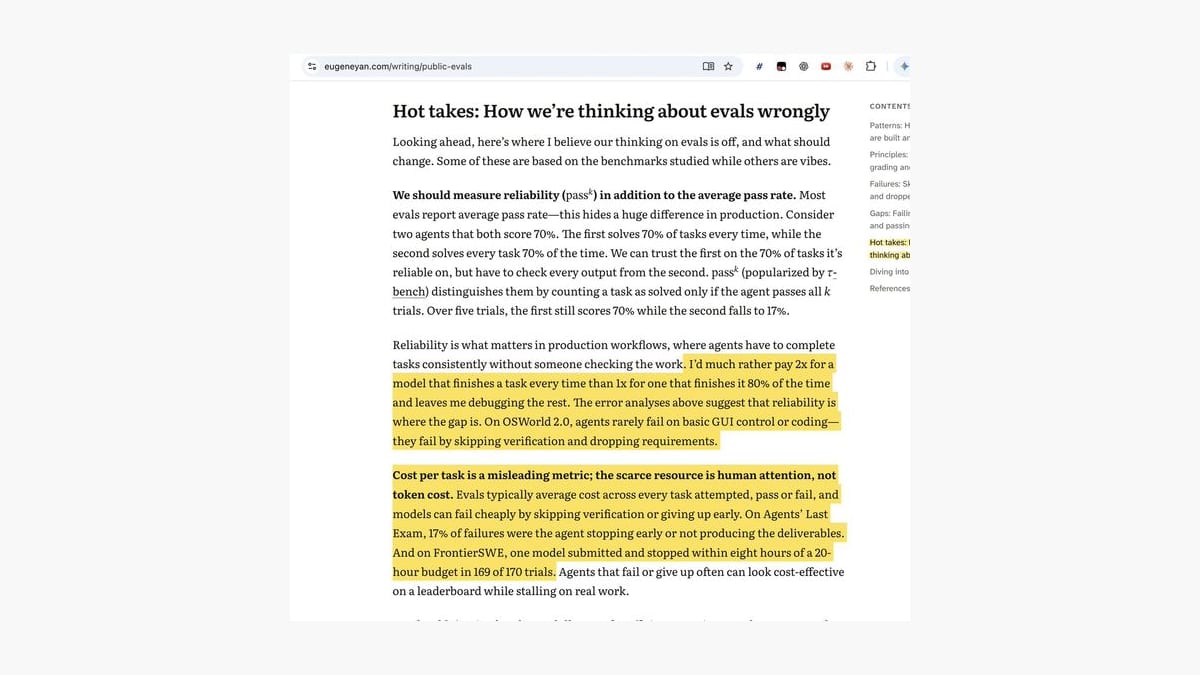 eugeneyan.com/writing/public-evals
Hot takes: How we're thinking about evals wrongly
Looking ahead, here's where I believe our thinking on evals is off, and what should
change. Some of these are based on the benchmarks studied while others are vibes.
We should measure reliability (passᵏ) in addition to the average pass rate. Most
evals report average pass rate—this hides a huge difference in production. Consider
two agents that both score 70%. The first solves 70% of tasks every time, while the
second solves every task 70% of the time. We can trust the first on the 70% of tasks it's
reliable on, but have to check every output from the second. passᵏ (popularized by τ-
bench) distinguishes them by counting a task as solved only if the agent passes all k
trials. Over five trials, the first still scores 70% while the second falls to 17%.
Reliability is what matters in production workflows, where agents have to complete
tasks consistently without someone checking the work. I'd much rather pay 2x for a
model that finishes a task every time than 1x for one that finishes it 80% of the time
and leaves me debugging the rest. The error analyses above suggest that reliability is
where the gap is. On OSWorld 2.0, agents rarely fail on basic GUI control or coding—
they fail by skipping verification and dropping requirements.
Cost per task is a misleading metric; the scarce resource is human attention, not
token cost. Evals typically average cost across every task attempted, pass or fail, and
models can fail cheaply by skipping verification or giving up early. On Agents' Last
Exam, 17% of failures were the agent stopping early or not producing the deliverables.
And on FrontierSWE, one model submitted and stopped within eight hours of a 20-
hour budget in 169 of 170 trials. Agents that fail or give up often can look cost-effective
on a leaderboard while stalling on real work.
CONTENTS
Patterns: H
are built
Principles:
grading
Failures:
and
Gaps:
and
Hot takes:
thinking
Diving into
References